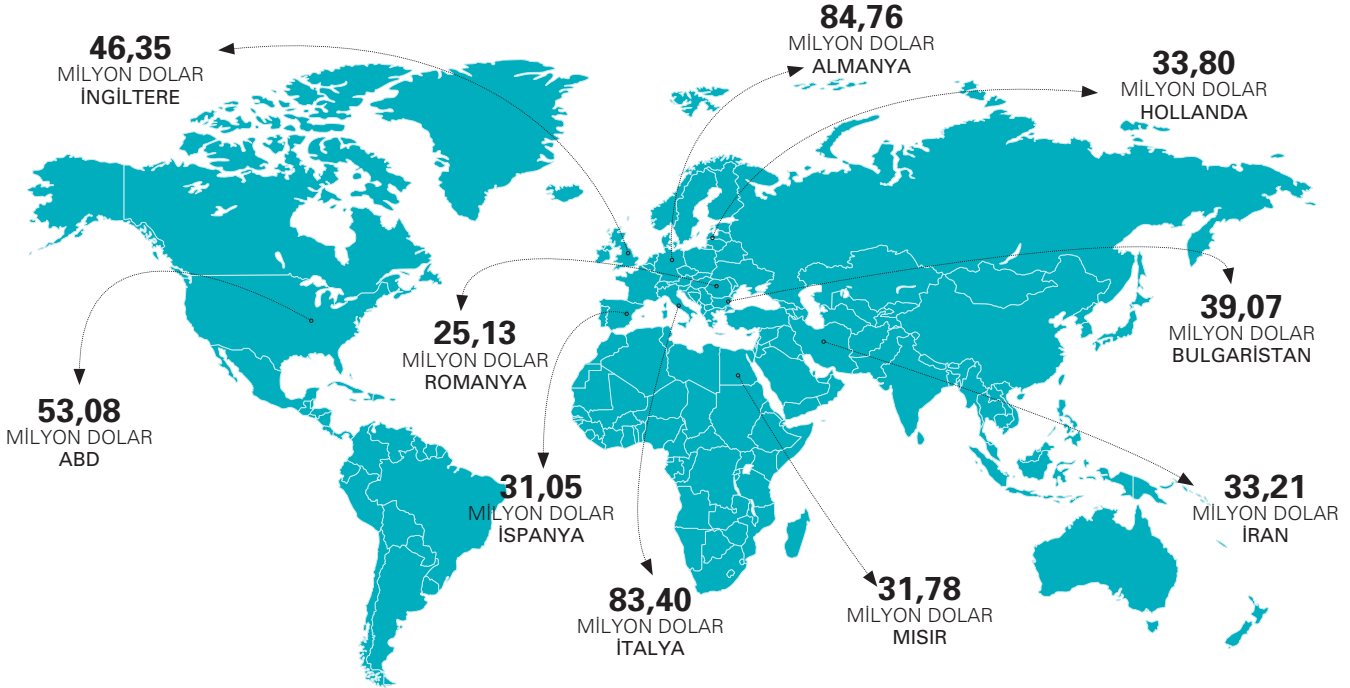 84,76
MİLYON DOLAR
ALMANYA
46,35
MİLYON DOLAR
İNGİLTERE
33,80
MİLYON DOLAR
HOLLANDA
39,07
MİLYON DOLAR
BULGARİSTAN
25,13
MİLYON DOLAR
ROMANYA
53,08
MİLYON DOLAR
ABD
31,05
MİLYON DOLAR
İSPANYA
33,21
MİLYON DOLAR
İRAN
31,78
MİLYON DOLAR
MISIR
83,40
MİLYON DOLAR
İTALYA